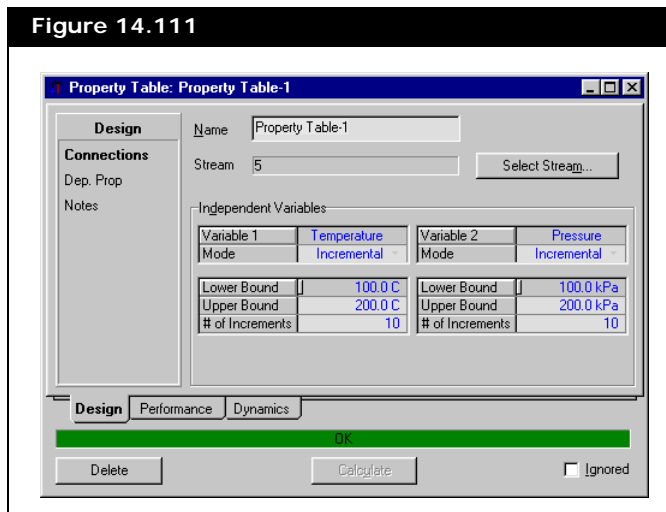 Figure 14.111
Property Table: Property Table-1
Design
Connections
Dep. Prop
Notes
Name Property Table-1
Stream 5 Select Stream...
Independent Variables
Variable 1 Temperature Variable 2 Pressure
Mode Incremental Mode Incremental
Lower Bound 100.0 C Lower Bound 100.0 kPa
Upper Bound 200.0 C Upper Bound 200.0 kPa
# of Increments 10 # of Increments 10
Design Performance Dynamics
OK
Delete Calculate Ignored